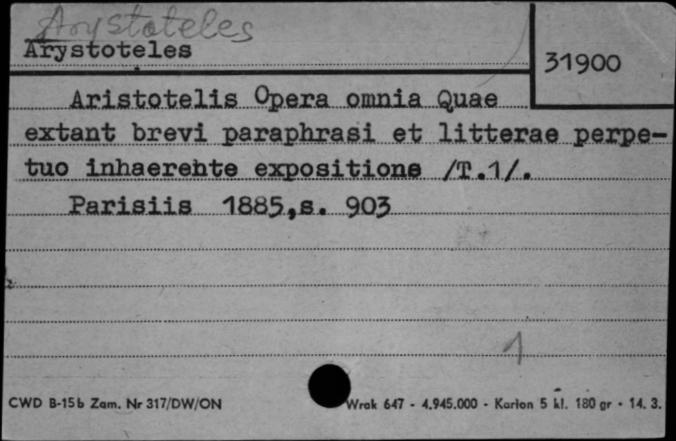 Arystoteles
Arystoteles
31900
Aristotelis Opera omnia Quae
extant brevi paraphrasi et litterae perpe-
tuo inhaerehte expositione /T.1/.
Parisiis 1885,s. 903
1
CWD B-15b Zam. Nr 317/DW/ON
Wrak 647 - 4.945.000 - Karton 5 kl. 180 gr - 14. 3.